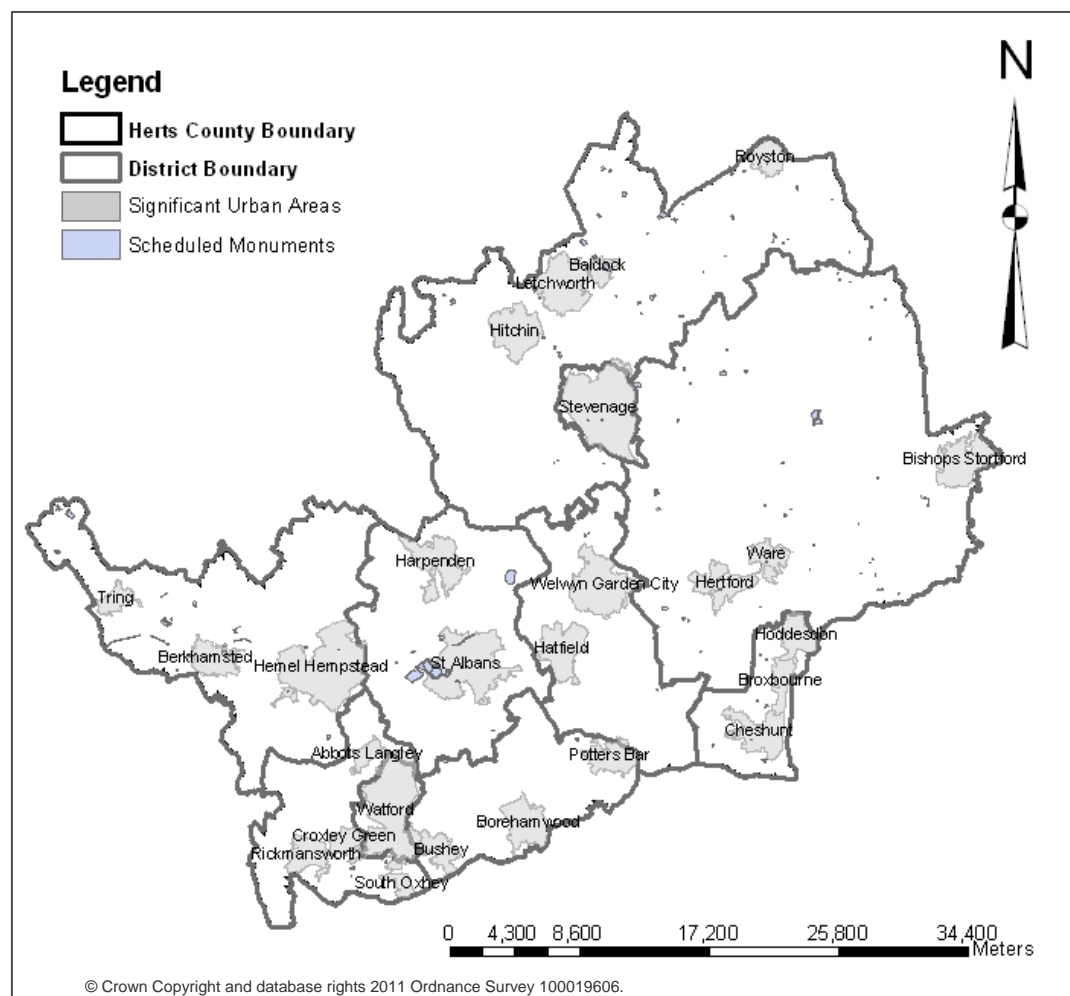 N
Legend
Herts County Boundary
District Boundary
Significant Urban Areas
Scheduled Monuments
Royston
Baldock
Letchworth
Hitchin
Stevenage
Bishops Stortford
Harpenden
Ware
Welwyn Garden City
Hertford
Tring
Hoddesdon
Hatfield
Berkhamsted
Hemel Hempstead
St Albans
Broxbourne
Cheshunt
Abbots Langley
Potters Bar
Watford
Borehamwood
Croxley Green
Bushey
Rickmansworth
South Oxhey
0 4,300 8,600 17,200 25,800 34,400
Meters
© Crown Copyright and database rights 2011 Ordnance Survey 100019606.